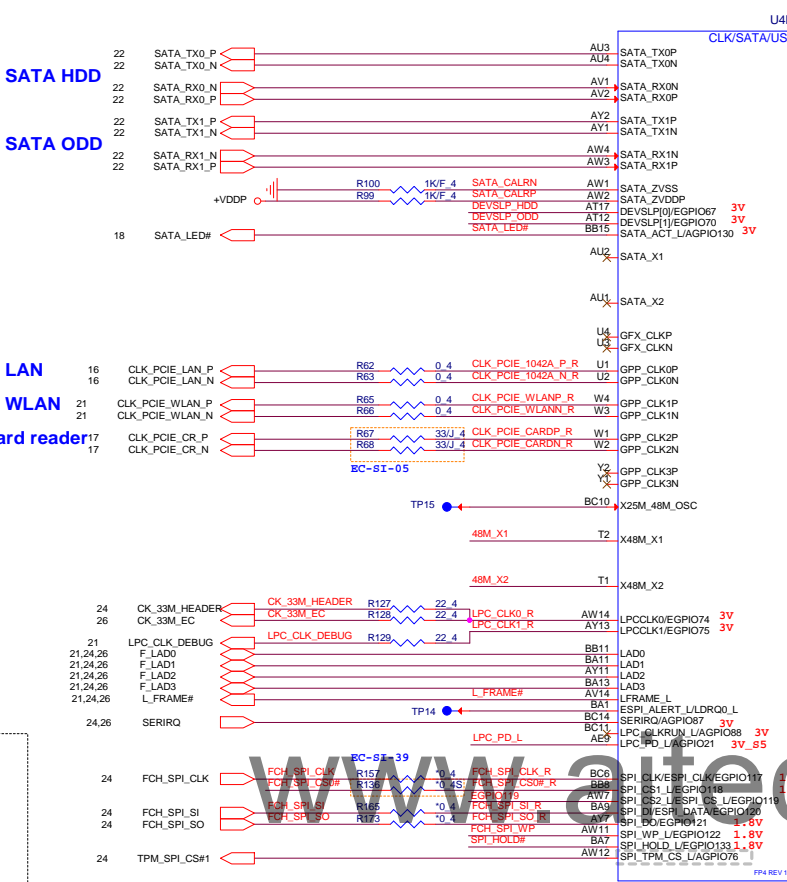 U4
CLK/SATA/US
22 SATA_TX0_P AU3 SATA_TX0P
22 SATA_TX0_N AU4 SATA_TX0N
SATA HDD
22 SATA_RX0_N AV1 SATA_RX0N
22 SATA_RX0_P AV2 SATA_RX0P
22 SATA_TX1_P AY2 SATA_TX1P
22 SATA_TX1_N AY1 SATA_TX1N
SATA ODD
22 SATA_RX1_N AW4 SATA_RX1N
22 SATA_RX1_P AW3 SATA_RX1P
R100 1K/F_4 SATA_CALRN AW1 SATA_ZVSS
+VDDP R99 1K/F_4 SATA_CALRP AW2 SATA_ZVDDP
DEVSLP_HDD AT17 DEVSLP[0]/EGPIO67 3V
DEVSLP_ODD AT12 DEVSLP[1]/EGPIO70 3V
18 SATA_LED# SATA_LED# BB15 SATA_ACT_L/AGPIO130 3V
AU2 SATA_X1
AU1 SATA_X2
U4 GFX_CLKP
U3 GFX_CLKN
LAN 16 CLK_PCIE_LAN_P R62 0_4 CLK_PCIE_1042A_P_R U1 GPP_CLK0P
16 CLK_PCIE_LAN_N R63 0_4 CLK_PCIE_1042A_N_R U2 GPP_CLK0N
WLAN 21 CLK_PCIE_WLAN_P R65 0_4 CLK_PCIE_WLANP_R W4 GPP_CLK1P
21 CLK_PCIE_WLAN_N R66 0_4 CLK_PCIE_WLANN_R W3 GPP_CLK1N
ard reader 17 CLK_PCIE_CR_P R67 33/J_4 CLK_PCIE_CARDP_R W1 GPP_CLK2P
17 CLK_PCIE_CR_N R68 33/J_4 CLK_PCIE_CARDN_R W2 GPP_CLK2N
EC-SI-05
Y2 GPP_CLK3P
Y1 GPP_CLK3N
TP15 BC10 X25M_48M_OSC
48M_X1 T2 X48M_X1
48M_X2 T1 X48M_X2
24 CK_33M_HEADER CK_33M_HEADER R127 22_4
26 CK_33M_EC CK_33M_EC R128 22_4 LPC_CLK0_R AW14 LPCCLK0/EGPIO74 3V
LPC_CLK1_R AY13 LPCCLK1/EGPIO75 3V
21 LPC_CLK_DEBUG LPC_CLK_DEBUG R129 22_4
21,24,26 F_LAD0 BB11 LAD0
21,24,26 F_LAD1 BA11 LAD1
21,24,26 F_LAD2 AY11 LAD2
21,24,26 F_LAD3 BA13 LAD3
21,24,26 L_FRAME# L_FRAME# AV14 LFRAME_L
TP14 BA1 ESPI_ALERT_L/LDRQ0_L
24,26 SERIRQ BC14 SERIRQ/AGPIO87 3V
BC11 LPC_CLKRUN_L/AGPIO88 3V
LPC_PD_L AE9 LPC_PD_L/AGPIO21 3V_S5
EC-SI-39
www.aitec
24 FCH_SPI_CLK FCH_SPI_CLK R157 *0_4 FCH_SPI_CLK_R BC6 SPI_CLK/ESPI_CLK/EGPIO117 1
FCH_SPI_CS0# R136 *0_4S FCH_SPI_CS0#_R BB8 SPI_CS1_L/EGPIO118 1
EGPIO119 AW7 SPI_CS2_L/ESPI_CS_L/EGPIO119
24 FCH_SPI_SI FCH_SPI_SI R165 *0_4 FCH_SPI_SI_R BA9 SPI_DI/ESPI_DATA/EGPIO120
24 FCH_SPI_SO FCH_SPI_SO R173 *0_4 FCH_SPI_SO_R AY7 SPI_DO/EGPIO121 1.8V
FCH_SPI_WP AW11 SPI_WP_L/EGPIO122 1.8V
SPI_HOLD# BA7 SPI_HOLD_L/EGPIO133 1.8V
24 TPM_SPI_CS#1 AW12 SPI_TPM_CS_L/AGPIO76
FP4 REV 1